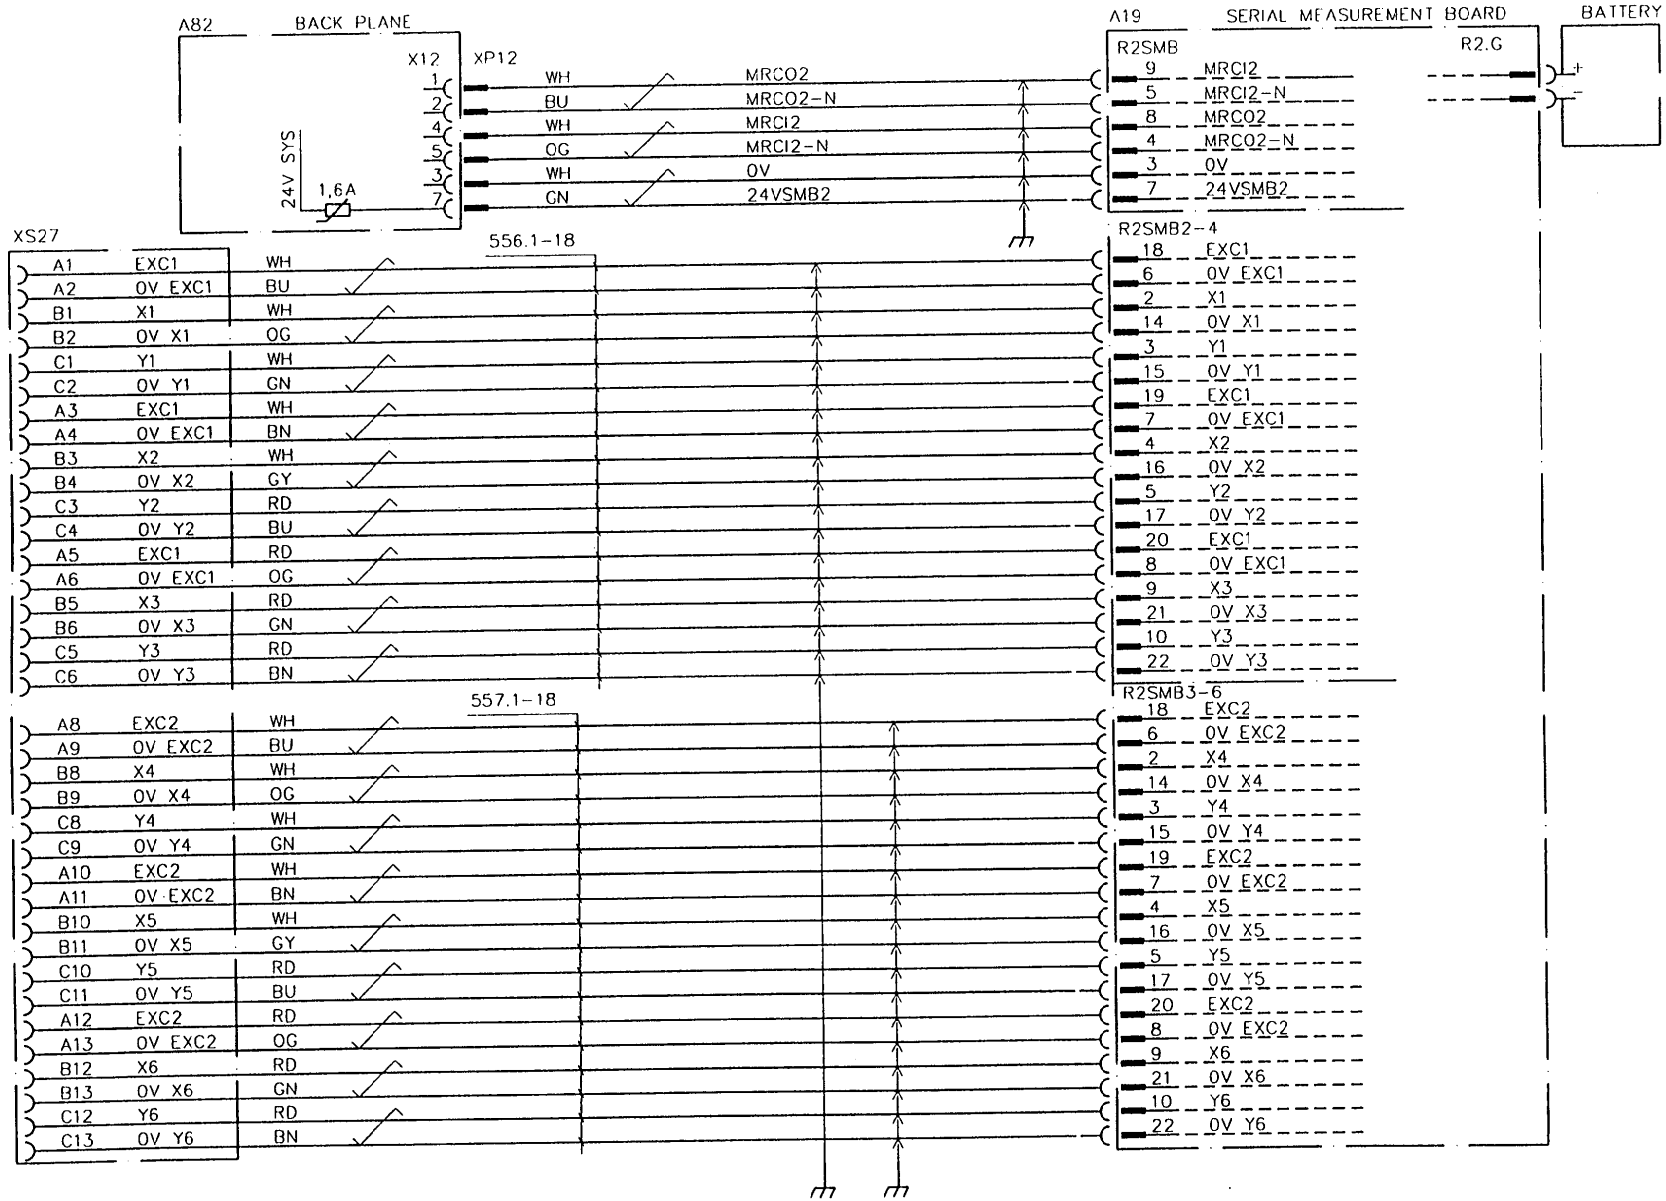 A82 BACK PLANE
A19 SERIAL MEASUREMENT BOARD BATTERY
X12 XP12
R2SMB R2.G
1 WH MRCO2 9 MRCI2 +
2 BU MRCO2-N 5 MRCI2-N -
4 WH MRCI2 8 MRCO2
5 OG MRCI2-N 4 MRCO2-N
3 WH 0V 3 0V
24V SYS 1,6A 7 GN 24VSMB2 7 24VSMB2
XS27 556.1-18 R2SMB2-4
A1 EXC1 WH 18 EXC1
A2 0V EXC1 BU 6 0V EXC1
B1 X1 WH 2 X1
B2 0V X1 OG 14 0V X1
C1 Y1 WH 3 Y1
C2 0V Y1 GN 15 0V Y1
A3 EXC1 WH 19 EXC1
A4 0V EXC1 BN 7 0V EXC1
B3 X2 WH 4 X2
B4 0V X2 GY 16 0V X2
C3 Y2 RD 5 Y2
C4 0V Y2 BU 17 0V Y2
A5 EXC1 RD 20 EXC1
A6 0V EXC1 OG 8 0V EXC1
B5 X3 RD 9 X3
B6 0V X3 GN 21 0V X3
C5 Y3 RD 10 Y3
C6 0V Y3 BN 22 0V Y3
557.1-18 R2SMB3-6
A8 EXC2 WH 18 EXC2
A9 0V EXC2 BU 6 0V EXC2
B8 X4 WH 2 X4
B9 0V X4 OG 14 0V X4
C8 Y4 WH 3 Y4
C9 0V Y4 GN 15 0V Y4
A10 EXC2 WH 19 EXC2
A11 0V EXC2 BN 7 0V EXC2
B10 X5 WH 4 X5
B11 0V X5 GY 16 0V X5
C10 Y5 RD 5 Y5
C11 0V Y5 BU 17 0V Y5
A12 EXC2 RD 20 EXC2
A13 0V EXC2 OG 8 0V EXC2
B12 X6 RD 9 X6
B13 0V X6 GN 21 0V X6
C12 Y6 RD 10 Y6
C13 0V Y6 BN 22 0V Y6